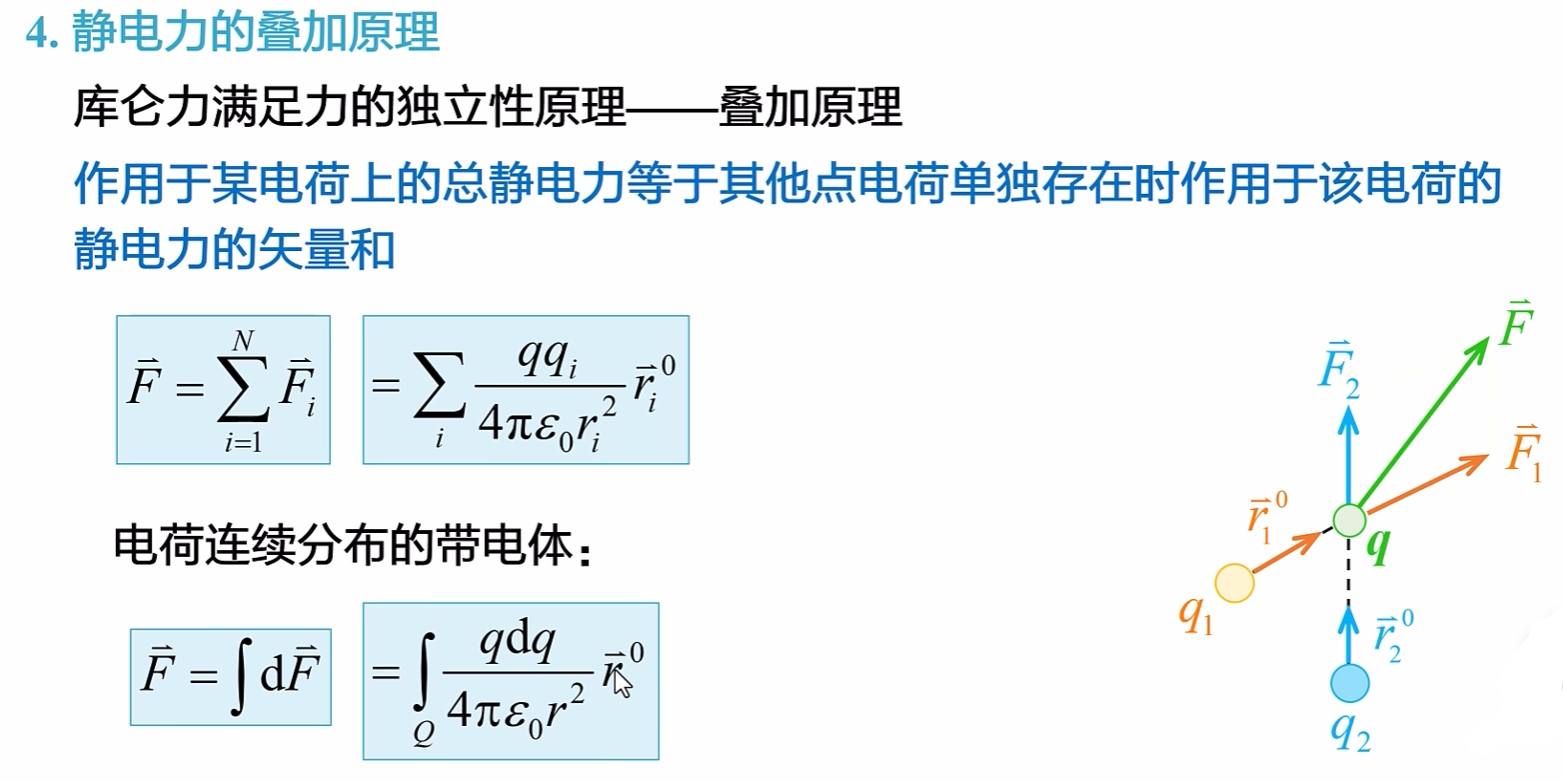 4. 静电力的叠加原理
库仑力满足力的独立性原理——叠加原理
作用于某电荷上的总静电力等于其他点电荷单独存在时作用于该电荷的
静电力的矢量和
$\vec{F} = \sum_{i=1}^{N} \vec{F}_i$ $= \sum_i \frac{qq_i}{4\pi\varepsilon_0 r_i^2} \vec{r}_i^{\,0}$
电荷连续分布的带电体：
$\vec{F} = \int \mathrm{d}\vec{F}$ $= \int_Q \frac{q\mathrm{d}q}{4\pi\varepsilon_0 r^2} \vec{r}^{\,0}$
$\vec{F}$
$\vec{F}_2$
$\vec{F}_1$
$\vec{r}_1^{\,0}$
$q$
$q_1$
$\vec{r}_2^{\,0}$
$q_2$